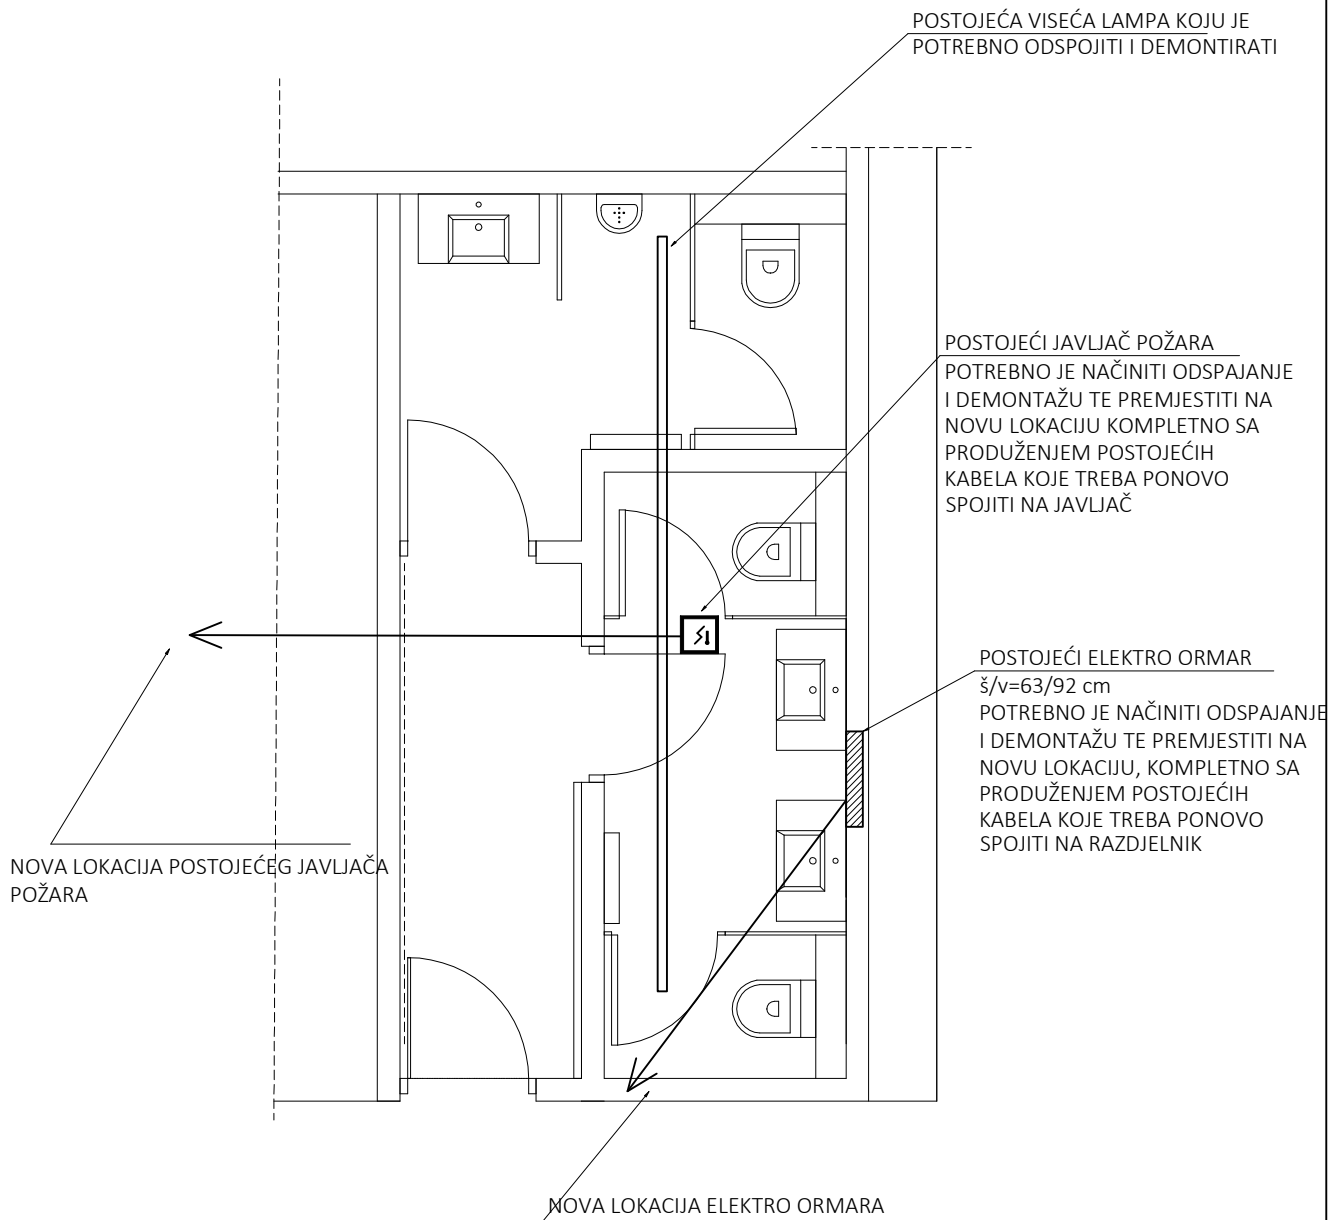 POSTOJEĆA VISEĆA LAMPA KOJU JE
POTREBNO ODSPOJITI I DEMONTIRATI
POSTOJEĆI JAVLJAČ POŽARA
POTREBNO JE NAČINITI ODSPAJANJE
I DEMONTAŽU TE PREMJESTITI NA
NOVU LOKACIJU KOMPLETNO SA
PRODUŽENJEM POSTOJEĆIH
KABELA KOJE TREBA PONOVO
SPOJITI NA JAVLJAČ
POSTOJEĆI ELEKTRO ORMAR
š/v=63/92 cm
POTREBNO JE NAČINITI ODSPAJANJE
I DEMONTAŽU TE PREMJESTITI NA
NOVU LOKACIJU, KOMPLETNO SA
PRODUŽENJEM POSTOJEĆIH
KABELA KOJE TREBA PONOVO
SPOJITI NA RAZDJELNIK
NOVA LOKACIJA POSTOJEĆEG JAVLJAČA
POŽARA
NOVA LOKACIJA ELEKTRO ORMARA